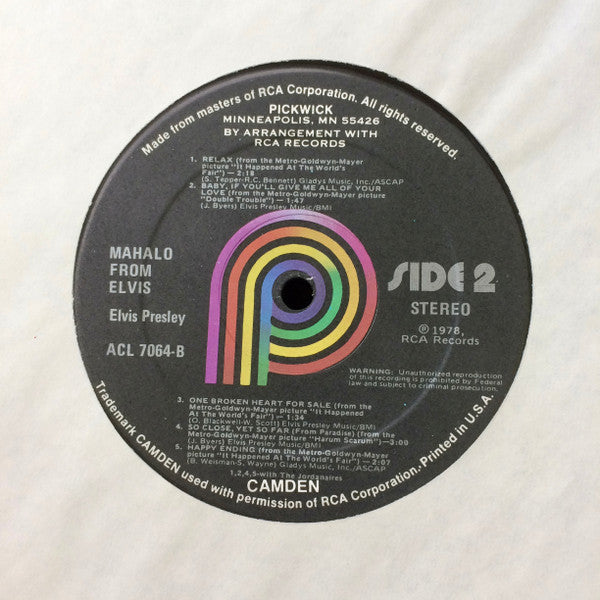 Made from masters of RCA Corporation. All rights reserved.
PICKWICK
MINNEAPOLIS, MN 55426
BY ARRANGEMENT WITH
RCA RECORDS
1. RELAX (from the Metro-Goldwyn-Mayer
picture "It Happened At The World's
Fair") — 2:18
(S. Tepper-R.C. Bennett) Gladys Music, Inc./ASCAP
2. BABY, IF YOU'LL GIVE ME ALL OF YOUR
LOVE (from the Metro-Goldwyn-Mayer picture
"Double Trouble") — 1:47
(J. Byers) Elvis Presley Music/BMI
MAHALO
FROM
ELVIS
Elvis Presley
ACL 7064-B
SIDE 2
STEREO
℗ 1978,
RCA Records
WARNING: Unauthorized reproduction
of this recording is prohibited by Federal
law and subject to criminal prosecution.
3. ONE BROKEN HEART FOR SALE (from the
Metro-Goldwyn-Mayer picture "It Happened
At The World's Fair") — 1:34
(O. Blackwell-W. Scott) Elvis Presley Music/BMI
4. SO CLOSE, YET SO FAR (From Paradise) (from the
Metro-Goldwyn-Mayer picture "Harum Scarum")—3:00
(J. Byers) Elvis Presley Music/BMI
5. HAPPY ENDING (from the Metro-Goldwyn-Mayer
picture "It Happened At The World's Fair") — 2:07
(B. Weisman-S. Wayne) Gladys Music, Inc./ASCAP
1,2,4,5-with The Jordanaires
CAMDEN
Trademark CAMDEN used with permission of RCA Corporation. Printed in U.S.A.